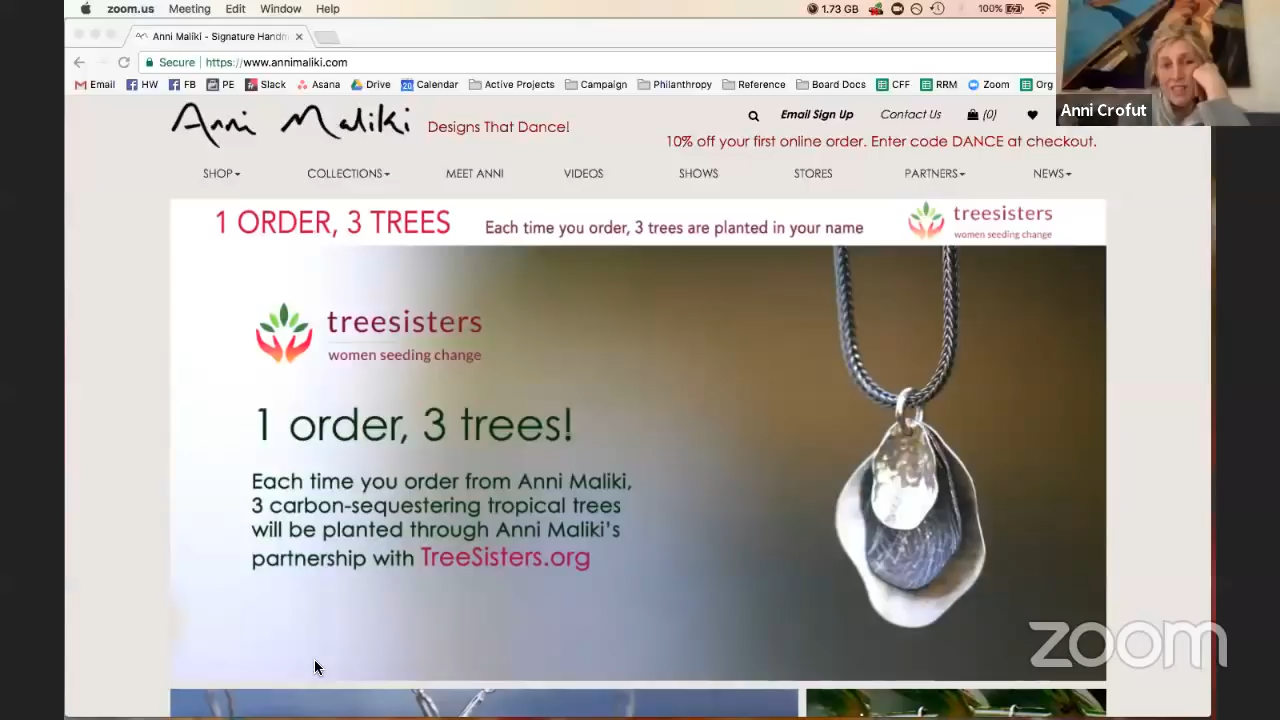 zoom.us Meeting Edit Window Help 1.73 GB 100%
Anni Maliki - Signature Handm
Secure https://www.annimaliki.com
Email HW FB PE Slack Asana Drive 20 Calendar Active Projects Campaign Philanthropy Reference Board Docs CFF RRM Zoom Org
Anni Crofut
Anni Maliki Designs That Dance!
Email Sign Up Contact Us (0)
10% off your first online order. Enter code DANCE at checkout.
SHOP COLLECTIONS MEET ANNI VIDEOS SHOWS STORES PARTNERS NEWS
1 ORDER, 3 TREES Each time you order, 3 trees are planted in your name treesisters
women seeding change
treesisters
women seeding change
1 order, 3 trees!
Each time you order from Anni Maliki,
3 carbon-sequestering tropical trees
will be planted through Anni Maliki's
partnership with TreeSisters.org
zoom